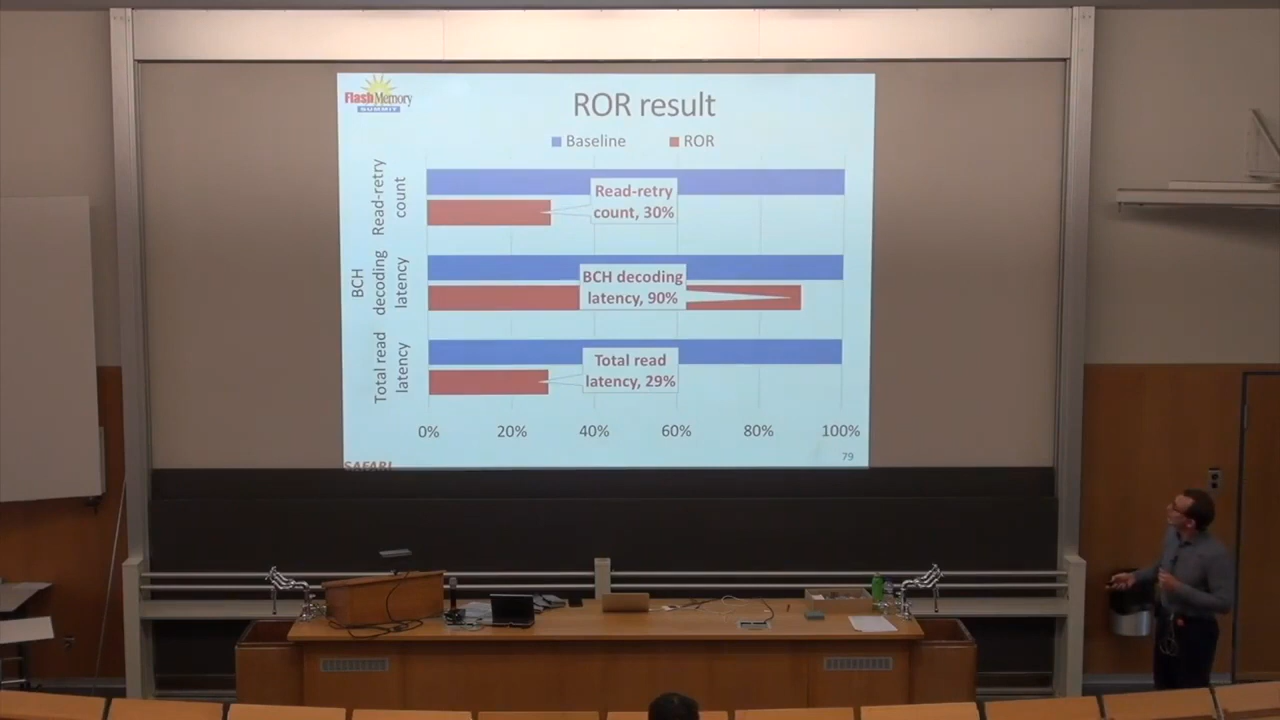 Flash Memory
SUMMIT
ROR result
Baseline
ROR
Read-retry
count
Read-retry
count, 30%
BCH
decoding
latency
BCH decoding
latency, 90%
Total read
latency
Total read
latency, 29%
0%
20%
40%
60%
80%
100%
SAFARI
79